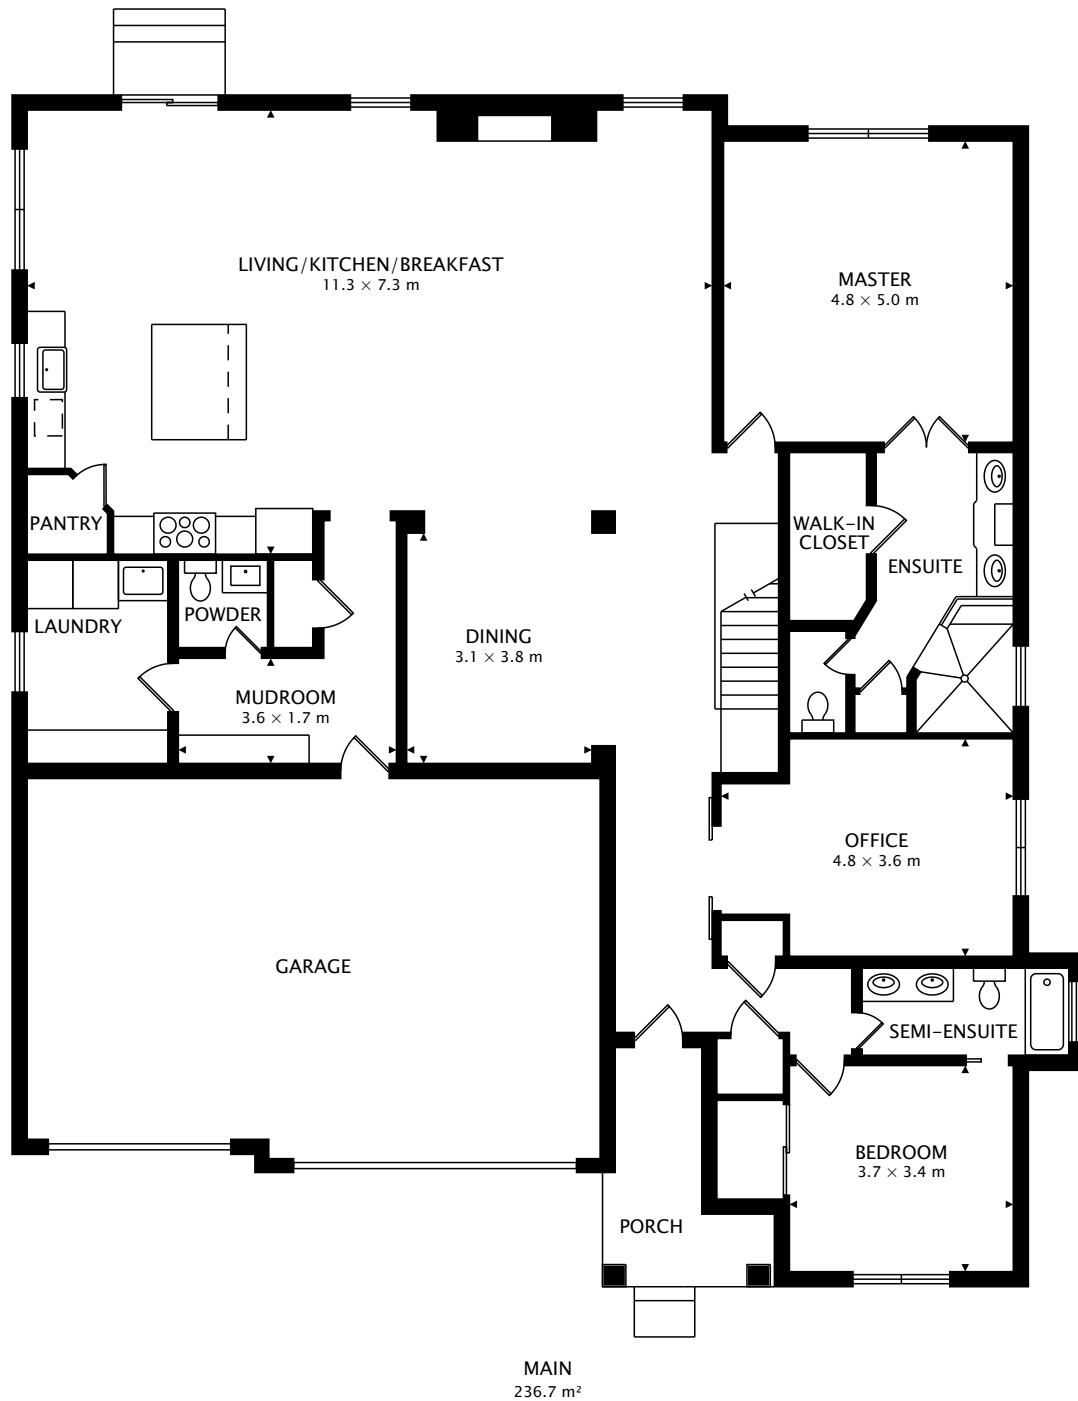 LIVING/KITCHEN/BREAKFAST
11.3 × 7.3 m
MASTER
4.8 × 5.0 m
PANTRY
WALK-IN
CLOSET
ENSUITE
LAUNDRY
POWDER
DINING
3.1 × 3.8 m
MUDROOM
3.6 × 1.7 m
OFFICE
4.8 × 3.6 m
GARAGE
SEMI-ENSUITE
BEDROOM
3.7 × 3.4 m
PORCH
MAIN
236.7 m²